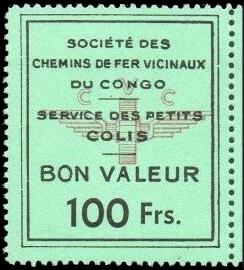 SOCIÉTÉ DES
CHEMINS DE FER VICINAUX
DU CONGO
C V C
SERVICE DES PETITS
COLIS
BON VALEUR
100 Frs.